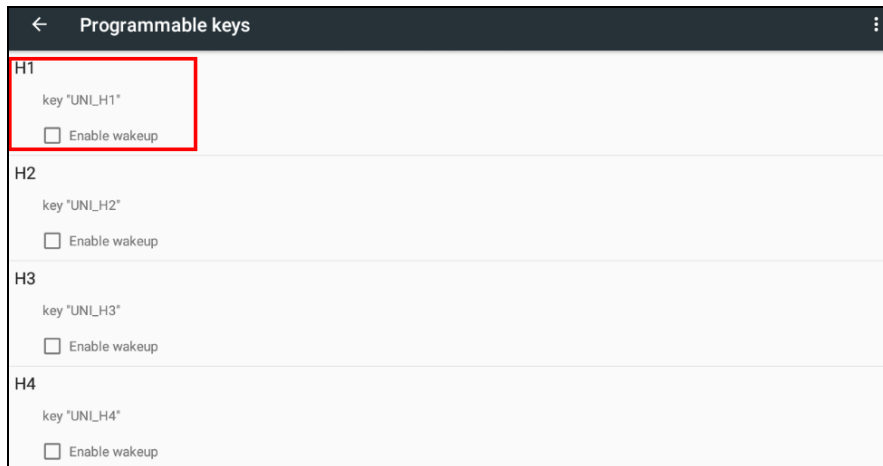 Programmable keys
H1
key "UNI_H1"
Enable wakeup
H2
key "UNI_H2"
Enable wakeup
H3
key "UNI_H3"
Enable wakeup
H4
key "UNI_H4"
Enable wakeup